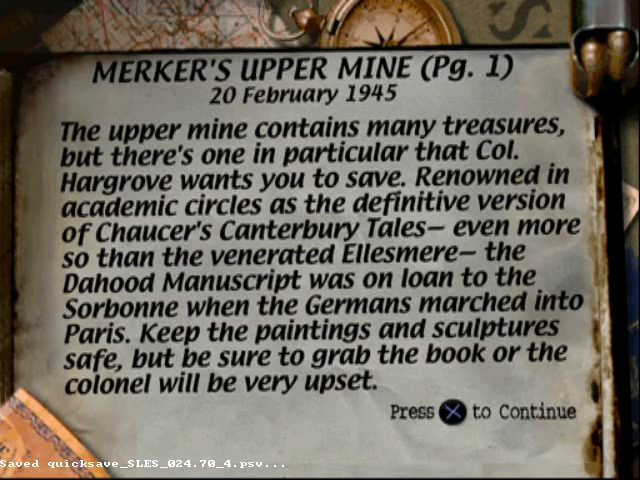 MERKER'S UPPER MINE (Pg. 1)
20 February 1945
The upper mine contains many treasures,
but there's one in particular that Col.
Hargrove wants you to save. Renowned in
academic circles as the definitive version
of Chaucer's Canterbury Tales— even more
so than the venerated Ellesmere— the
Dahood Manuscript was on loan to the
Sorbonne when the Germans marched into
Paris. Keep the paintings and sculptures
safe, but be sure to grab the book or the
colonel will be very upset.
Press X to Continue
Saved quicksave_SLES_024.70_4.psv...